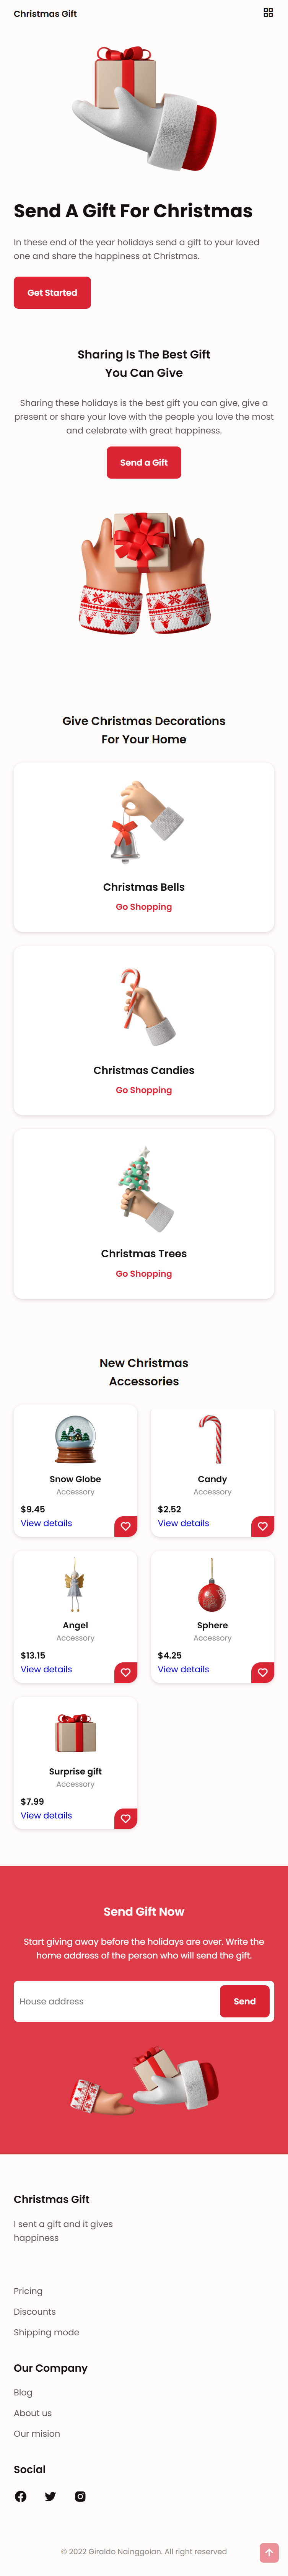 Christmas Gift
Send A Gift For Christmas
In these end of the year holidays send a gift to your loved
one and share the happiness at Christmas.
Get Started
Sharing Is The Best Gift
You Can Give
Sharing these holidays is the best gift you can give, give a
present or share your love with the people you love the most
and celebrate with great happiness.
Send a Gift
Give Christmas Decorations
For Your Home
Christmas Bells
Go Shopping
Christmas Candies
Go Shopping
Christmas Trees
Go Shopping
New Christmas
Accessories
Snow Globe
Accessory
$9.45
View details
Candy
Accessory
$2.52
View details
Angel
Accessory
$13.15
View details
Sphere
Accessory
$4.25
View details
Surprise gift
Accessory
$7.99
View details
Send Gift Now
Start giving away before the holidays are over. Write the
home address of the person who will send the gift.
House address
Send
Christmas Gift
I sent a gift and it gives
happiness
Pricing
Discounts
Shipping mode
Our Company
Blog
About us
Our mision
Social
© 2022 Giraldo Nainggolan. All right reserved